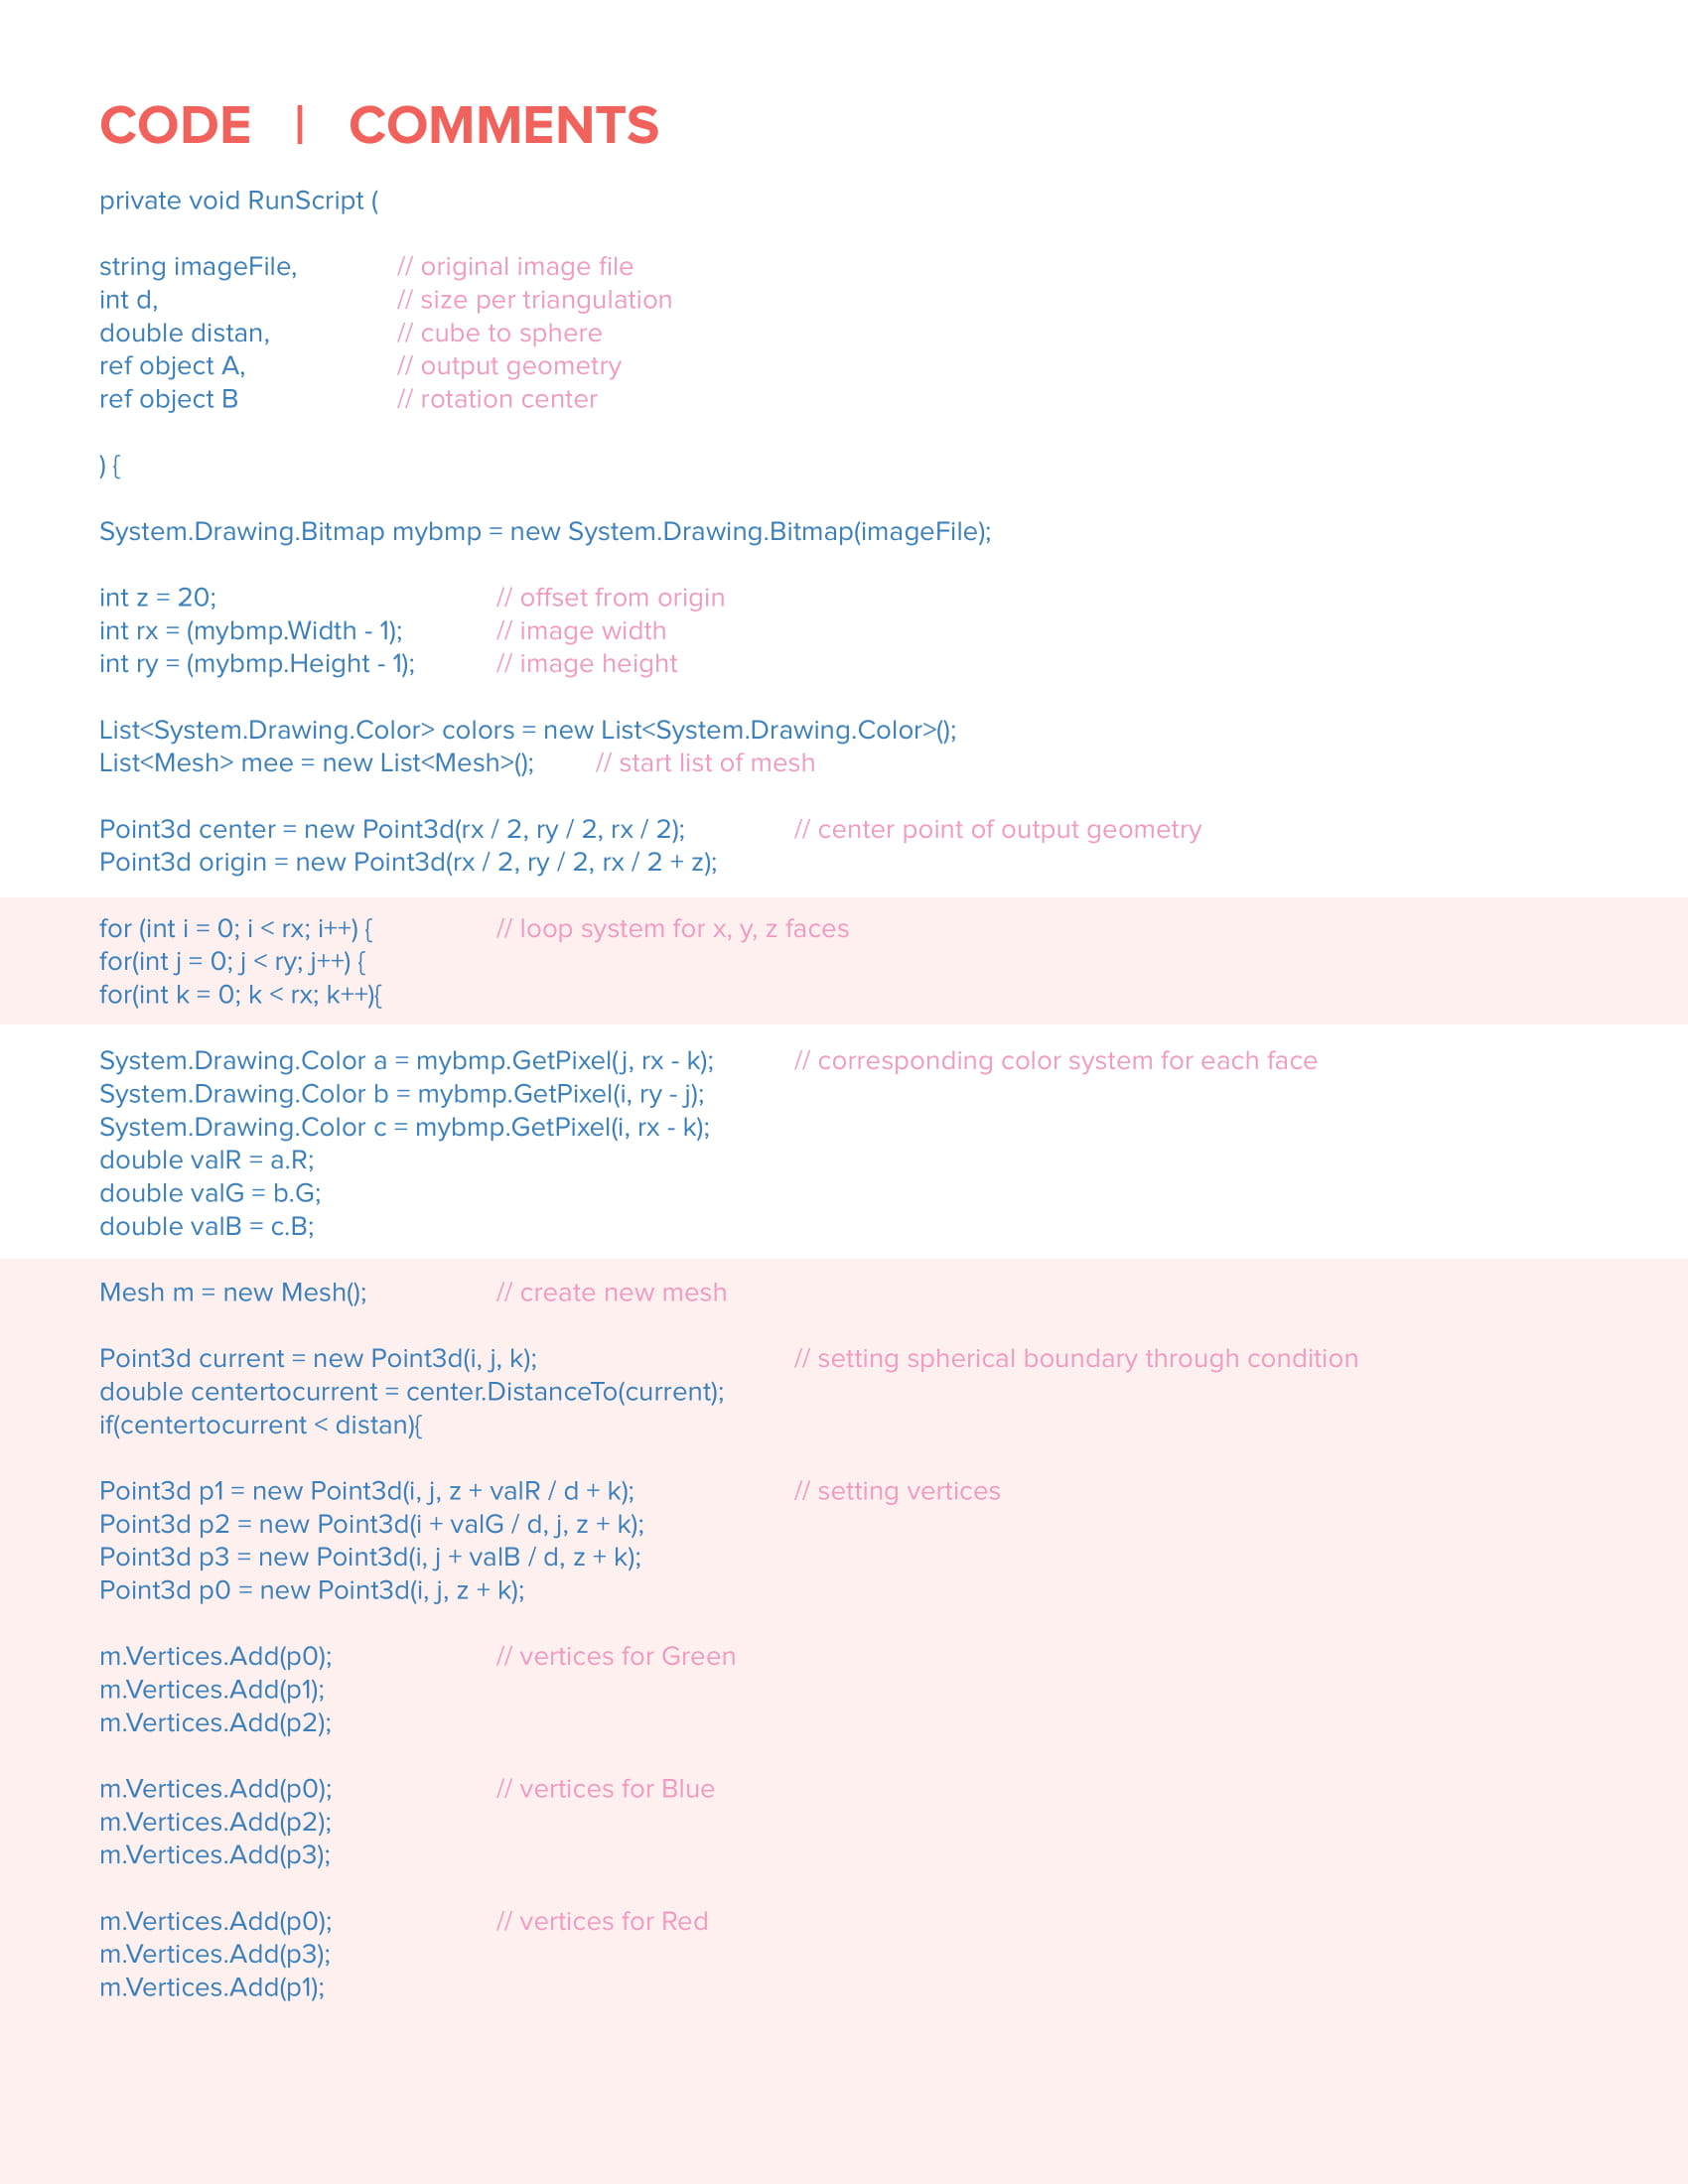 CODE | COMMENTS
private void RunScript (
string imageFile, // original image file
int d, // size per triangulation
double distan, // cube to sphere
ref object A, // output geometry
ref object B // rotation center
) {
System.Drawing.Bitmap mybmp = new System.Drawing.Bitmap(imageFile);
int z = 20; // offset from origin
int rx = (mybmp.Width - 1); // image width
int ry = (mybmp.Height - 1); // image height
List<System.Drawing.Color> colors = new List<System.Drawing.Color>();
List<Mesh> mee = new List<Mesh>(); // start list of mesh
Point3d center = new Point3d(rx / 2, ry / 2, rx / 2); // center point of output geometry
Point3d origin = new Point3d(rx / 2, ry / 2, rx / 2 + z);
for (int i = 0; i < rx; i++) { // loop system for x, y, z faces
for(int j = 0; j < ry; j++) {
for(int k = 0; k < rx; k++){
System.Drawing.Color a = mybmp.GetPixel(j, rx - k); // corresponding color system for each face
System.Drawing.Color b = mybmp.GetPixel(i, ry - j);
System.Drawing.Color c = mybmp.GetPixel(i, rx - k);
double valR = a.R;
double valG = b.G;
double valB = c.B;
Mesh m = new Mesh(); // create new mesh
Point3d current = new Point3d(i, j, k); // setting spherical boundary through condition
double centertocurrent = center.DistanceTo(current);
if(centertocurrent < distan){
Point3d p1 = new Point3d(i, j, z + valR / d + k); // setting vertices
Point3d p2 = new Point3d(i + valG / d, j, z + k);
Point3d p3 = new Point3d(i, j + valB / d, z + k);
Point3d p0 = new Point3d(i, j, z + k);
m.Vertices.Add(p0); // vertices for Green
m.Vertices.Add(p1);
m.Vertices.Add(p2);
m.Vertices.Add(p0); // vertices for Blue
m.Vertices.Add(p2);
m.Vertices.Add(p3);
m.Vertices.Add(p0); // vertices for Red
m.Vertices.Add(p3);
m.Vertices.Add(p1);